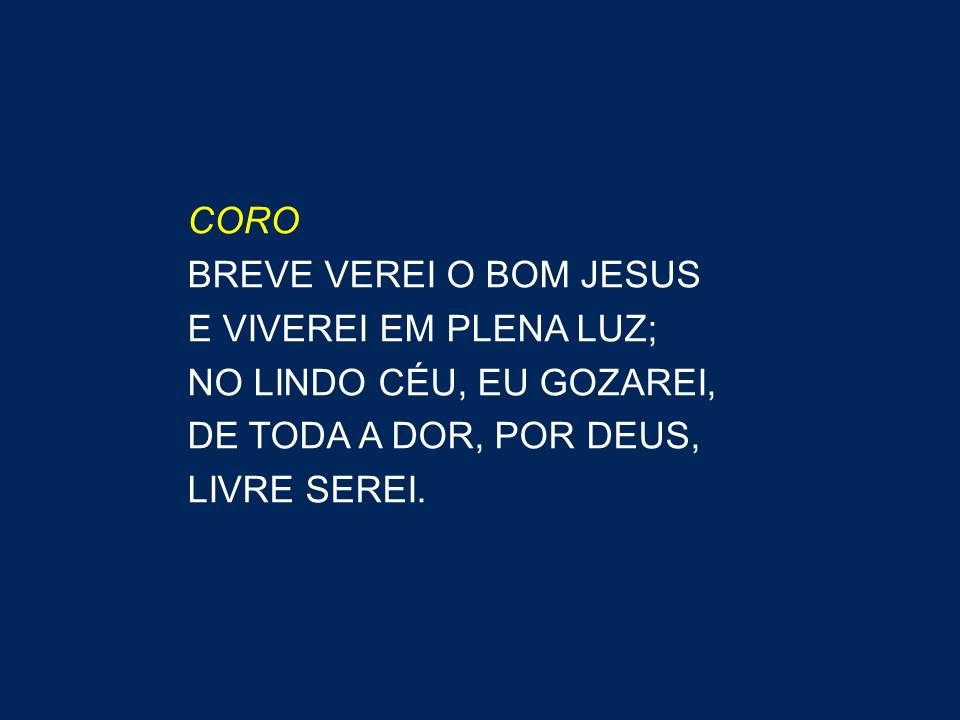 CORO
BREVE VEREI O BOM JESUS
E VIVEREI EM PLENA LUZ;
NO LINDO CÉU, EU GOZAREI,
DE TODA A DOR, POR DEUS,
LIVRE SEREI.